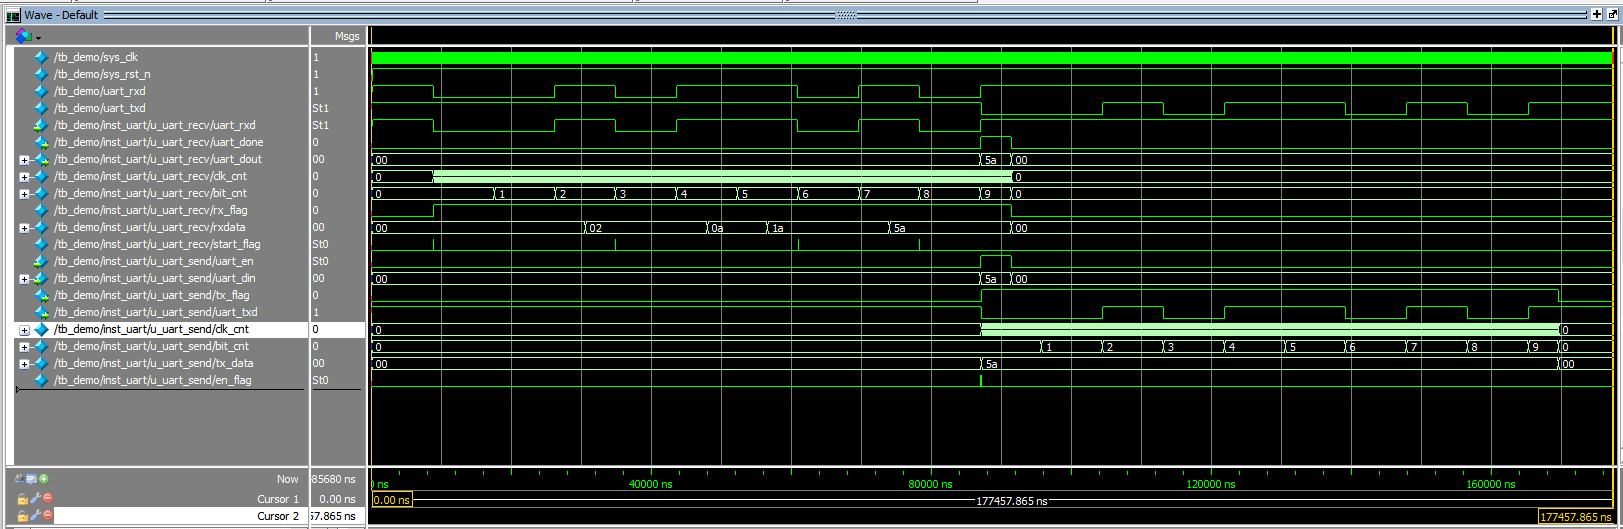 Wave - Default
Msgs
/tb_demo/sys_clk 1
/tb_demo/sys_rst_n 1
/tb_demo/uart_rxd 1
/tb_demo/uart_txd St1
/tb_demo/inst_uart/u_uart_recv/uart_rxd St1
/tb_demo/inst_uart/u_uart_recv/uart_done 0
/tb_demo/inst_uart/u_uart_recv/uart_dout 00 00 5a 00
/tb_demo/inst_uart/u_uart_recv/clk_cnt 0 0 0
/tb_demo/inst_uart/u_uart_recv/bit_cnt 0 0 1 2 3 4 5 6 7 8 9 0
/tb_demo/inst_uart/u_uart_recv/rx_flag 0
/tb_demo/inst_uart/u_uart_recv/rxdata 00 00 02 0a 1a 5a 00
/tb_demo/inst_uart/u_uart_recv/start_flag St0
/tb_demo/inst_uart/u_uart_send/uart_en St0
/tb_demo/inst_uart/u_uart_send/uart_din 00 00 5a 00
/tb_demo/inst_uart/u_uart_send/tx_flag 0
/tb_demo/inst_uart/u_uart_send/uart_txd 1
/tb_demo/inst_uart/u_uart_send/clk_cnt 0 0 0
/tb_demo/inst_uart/u_uart_send/bit_cnt 0 0 1 2 3 4 5 6 7 8 9 0
/tb_demo/inst_uart/u_uart_send/tx_data 00 00 5a 00
/tb_demo/inst_uart/u_uart_send/en_flag St0
Now 85680 ns 0 ns 40000 ns 80000 ns 120000 ns 160000 ns
Cursor 1 0.00 ns 0.00 ns 177457.865 ns
Cursor 2 57.865 ns 177457.865 ns